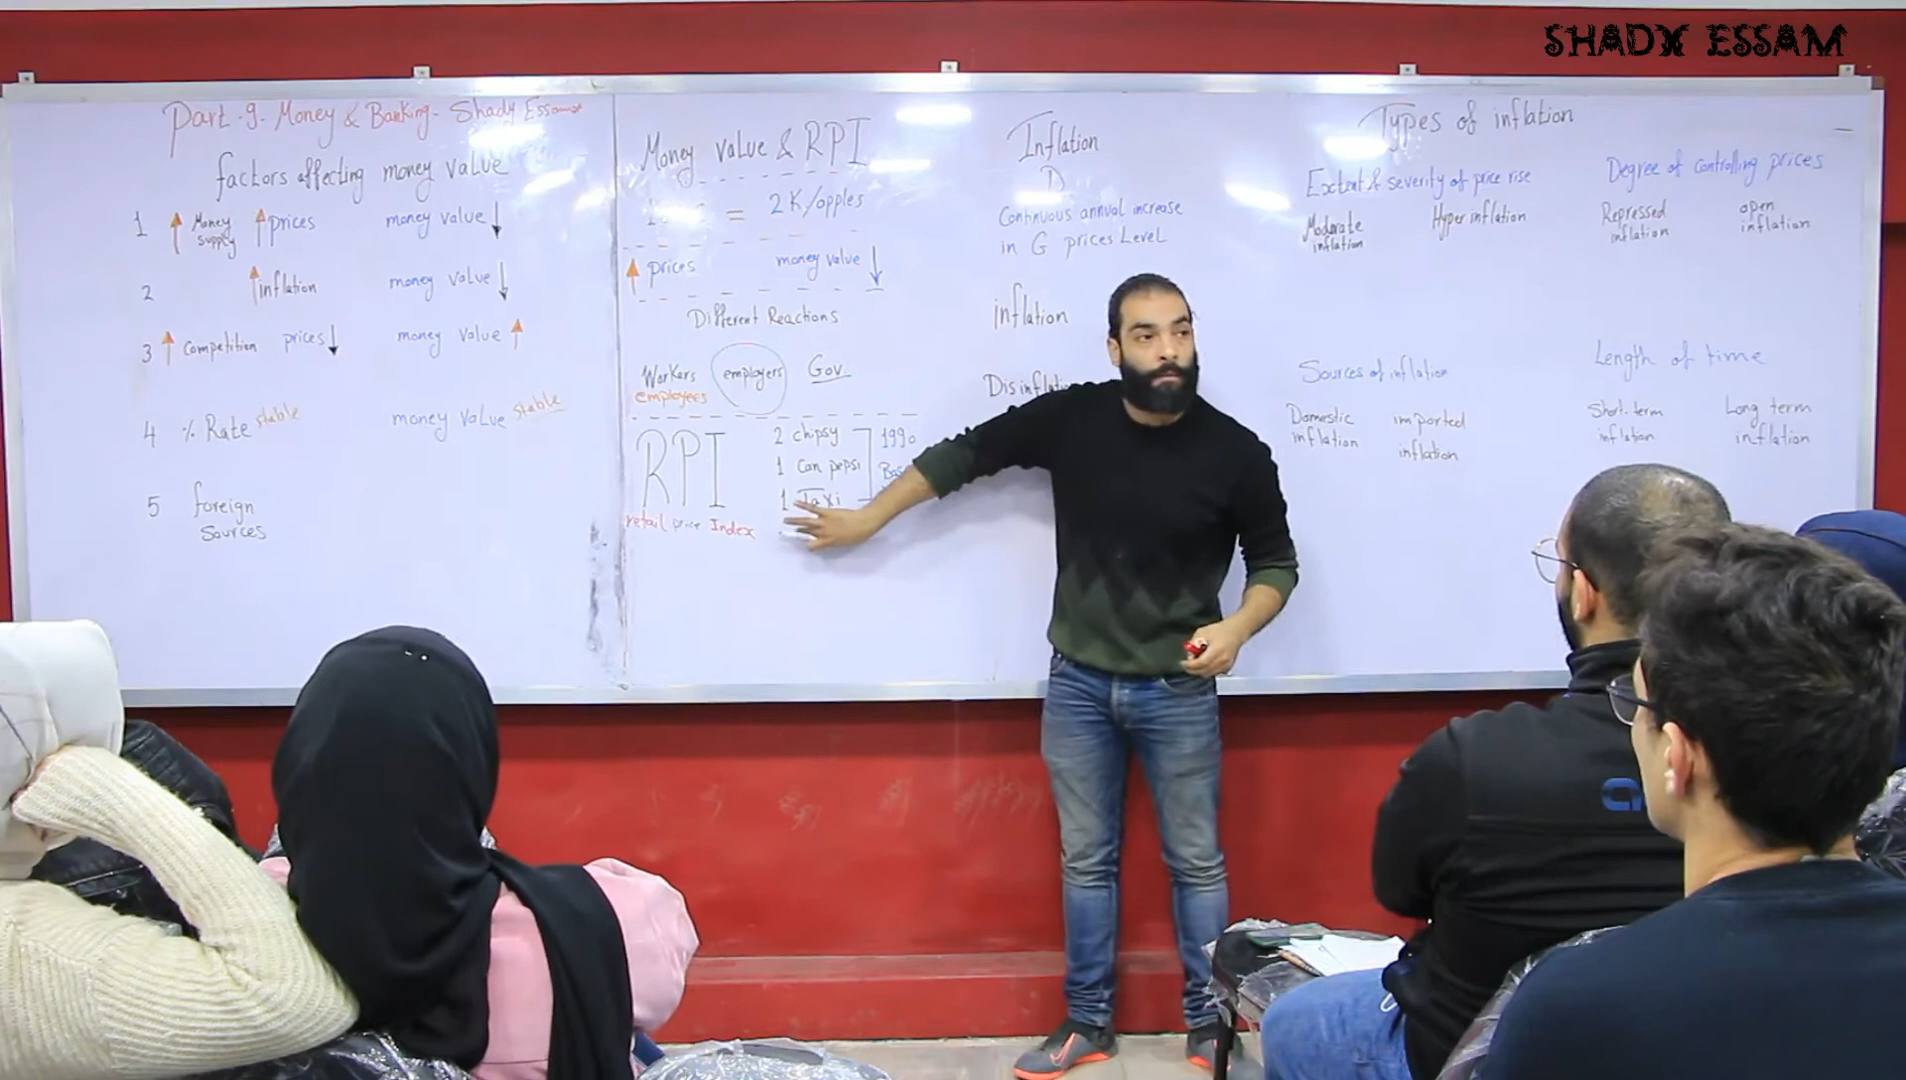 SHADY ESSAM
Part - 9. Money & Banking - Shady Essam
factors affecting money value
1 ↑ Money supply ↑ prices money value ↓
2 ↑ inflation money value ↓
3 ↑ Competition prices ↓ money value ↑
4 % Rate stable money value stable
5 foreign
Sources
Money value & RPI
= 2 K/apples
↑ prices money value ↓
Different Reactions
Workers employers Gov.
employees
RPI
retail price Index
2 chipsy
1 Can pepsi
1 Taxi
1990
Inflation
D
Continuous annual increase
in G prices Level
inflation
Types of inflation
Extent & severity of price rise
Moderate
inflation
Hyper inflation
Degree of controlling prices
Repressed
inflation
open
inflation
Sources of inflation
Domestic
inflation
imported
inflation
Length of time
Short-term
inflation
Long term
inflation